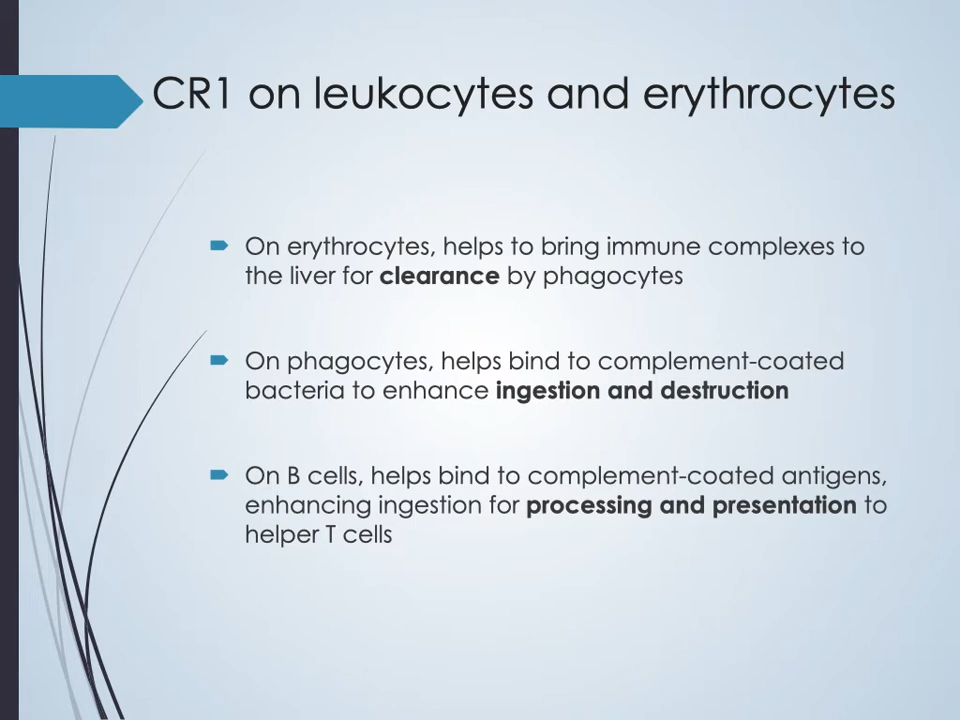 CR1 on leukocytes and erythrocytes
On erythrocytes, helps to bring immune complexes to
the liver for clearance by phagocytes
On phagocytes, helps bind to complement-coated
bacteria to enhance ingestion and destruction
On B cells, helps bind to complement-coated antigens,
enhancing ingestion for processing and presentation to
helper T cells